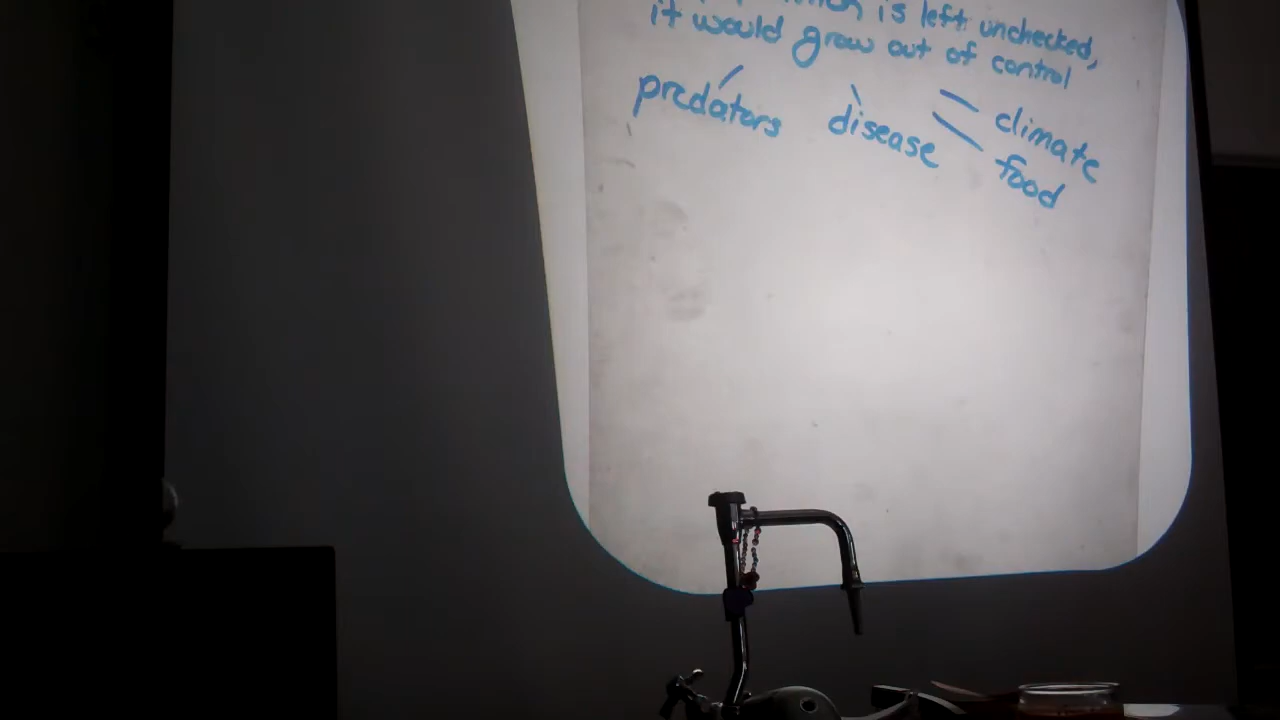 is left unchecked,
it would grow out of control
predators disease climate
food